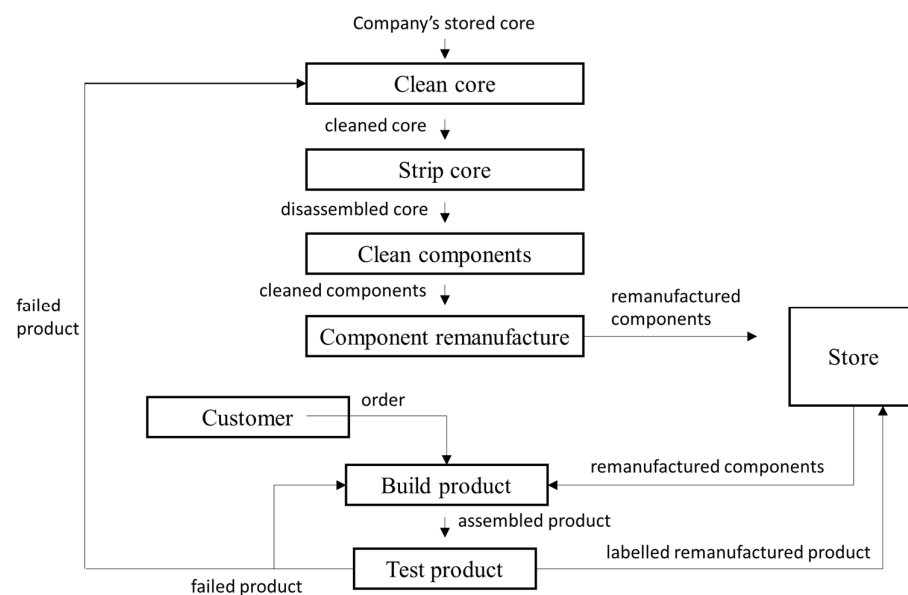 Company's stored core
Clean core
cleaned core
Strip core
disassembled core
Clean components
cleaned components
failed
product
remanufactured
components
Component remanufacture
Store
order
Customer
remanufactured components
Build product
assembled product
labelled remanufactured product
Test product
failed product